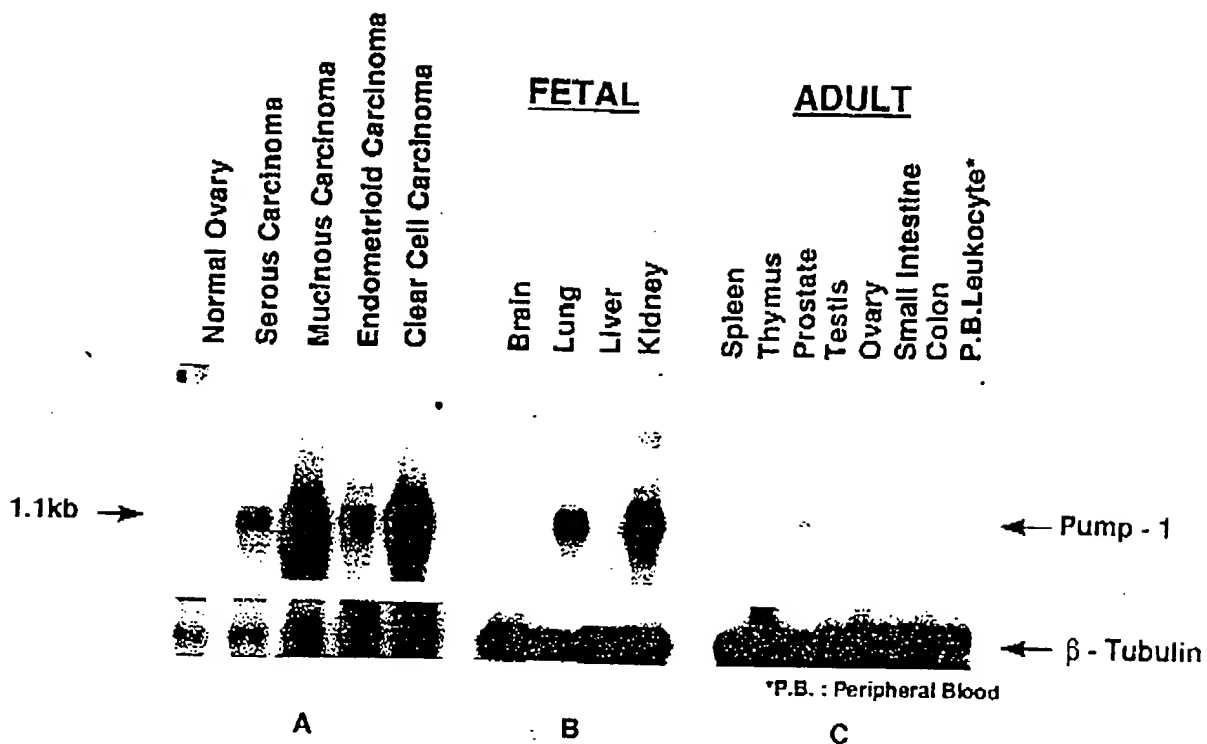 Normal Ovary
Serous Carcinoma
Mucinous Carcinoma
Endometrioid Carcinoma
Clear Cell Carcinoma
FETAL
Brain
Lung
Liver
Kidney
ADULT
Spleen
Thymus
Prostate
Testis
Ovary
Small Intestine
Colon
P.B.Leukocyte*
1.1kb
Pump - 1
β - Tubulin
*P.B. : Peripheral Blood
A
B
C